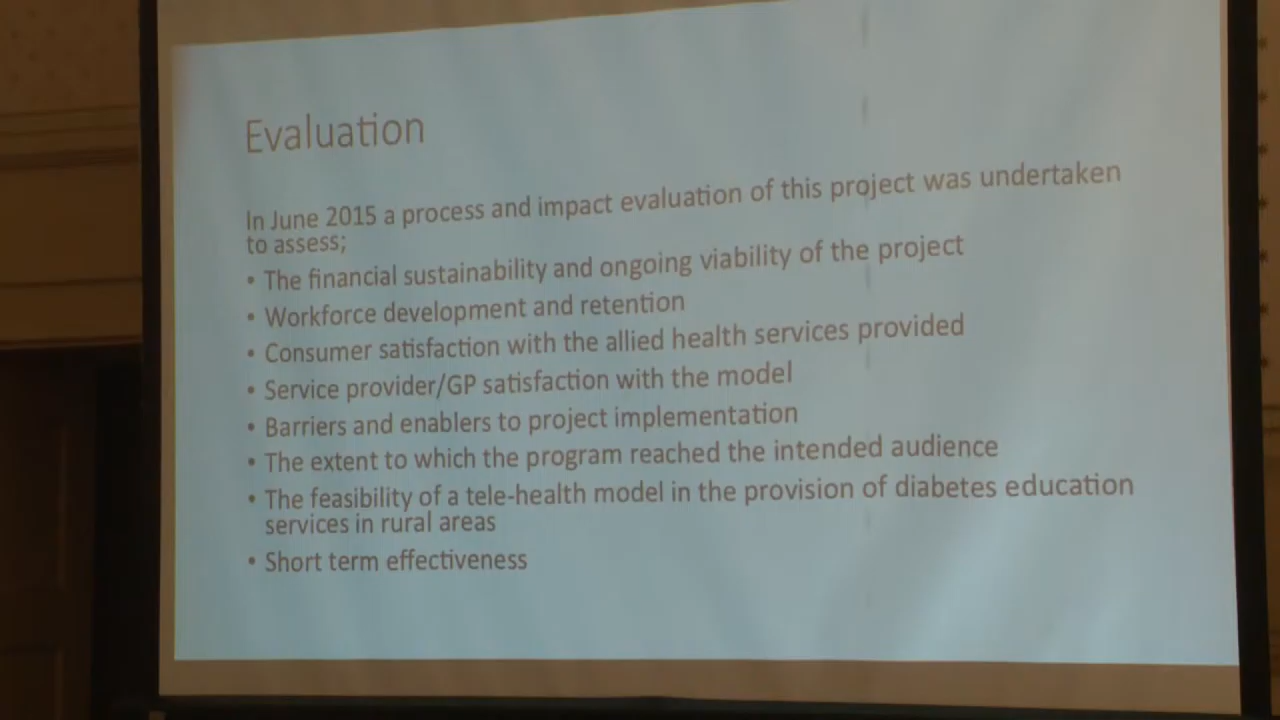 Evaluation
In June 2015 a process and impact evaluation of this project was undertaken
to assess;
• The financial sustainability and ongoing viability of the project
• Workforce development and retention
• Consumer satisfaction with the allied health services provided
• Service provider/GP satisfaction with the model
• Barriers and enablers to project implementation
• The extent to which the program reached the intended audience
• The feasibility of a tele-health model in the provision of diabetes education
services in rural areas
• Short term effectiveness